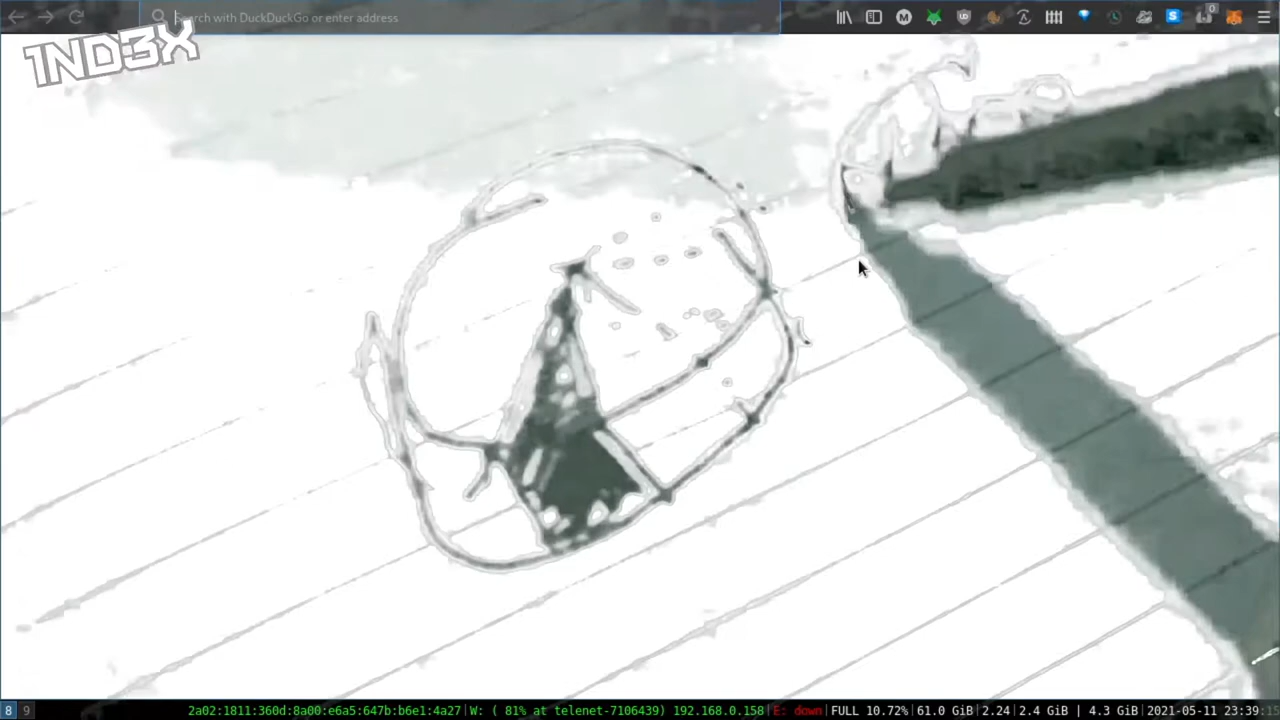 Search with DuckDuckGo or enter address
1ND3X
0
8 9
2a02:1811:360d:8a00:e6a5:647b:b6e1:4a27|W: ( 81% at telenet-7106439) 192.168.0.158|E: down|FULL 10.72%|61.0 GiB|2.24|2.4 GiB | 4.3 GiB|2021-05-11 23:39: